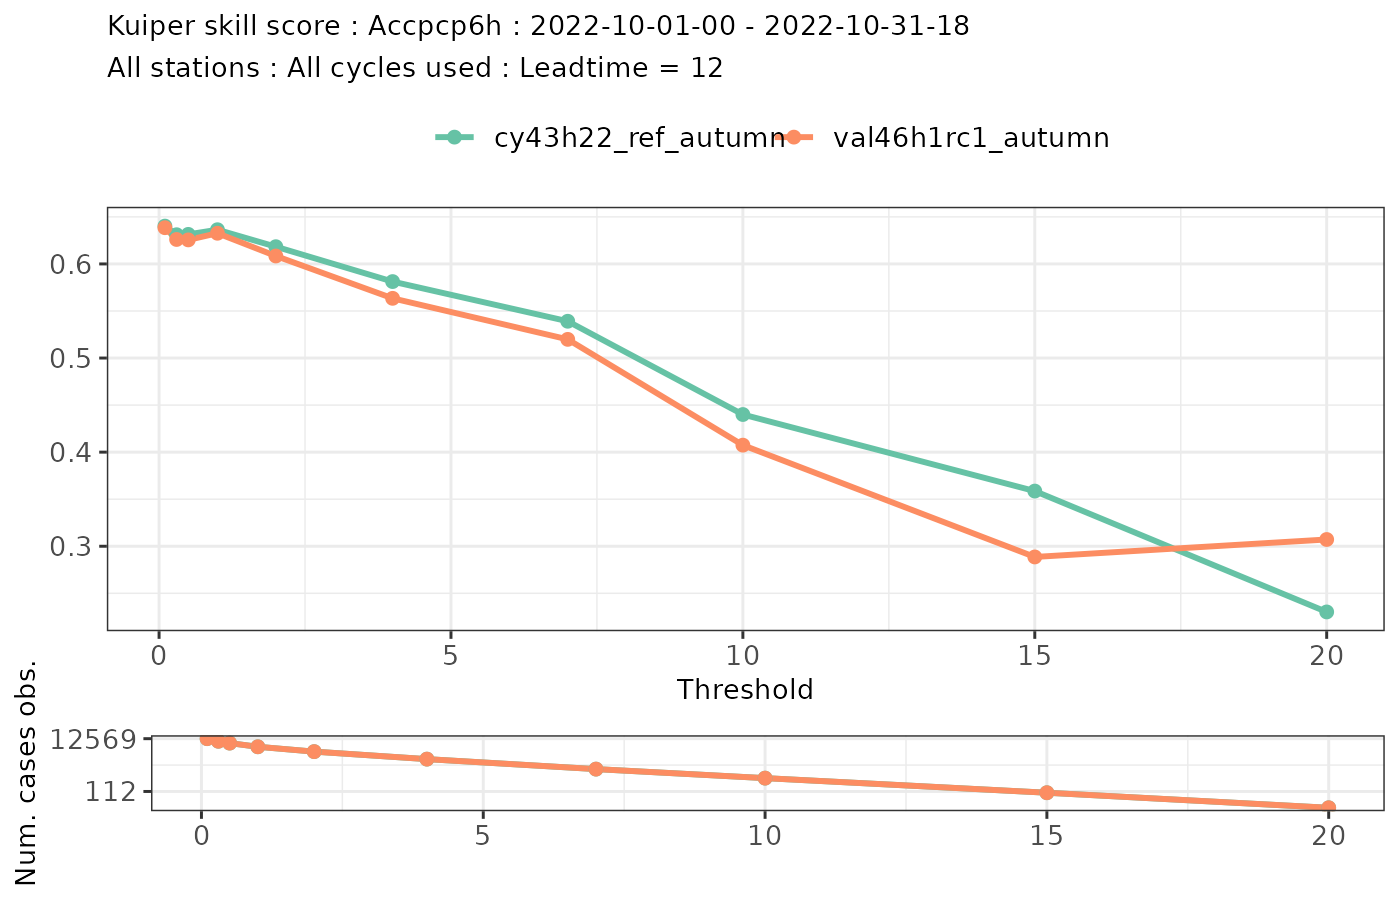 Kuiper skill score : Accpcp6h : 2022-10-01-00 - 2022-10-31-18
All stations : All cycles used : Leadtime = 12
cy43h22_ref_autumn val46h1rc1_autumn
0.6
0.5
0.4
0.3
0 5 10 15 20
Threshold
Num. cases obs.
12569
112
0 5 10 15 20